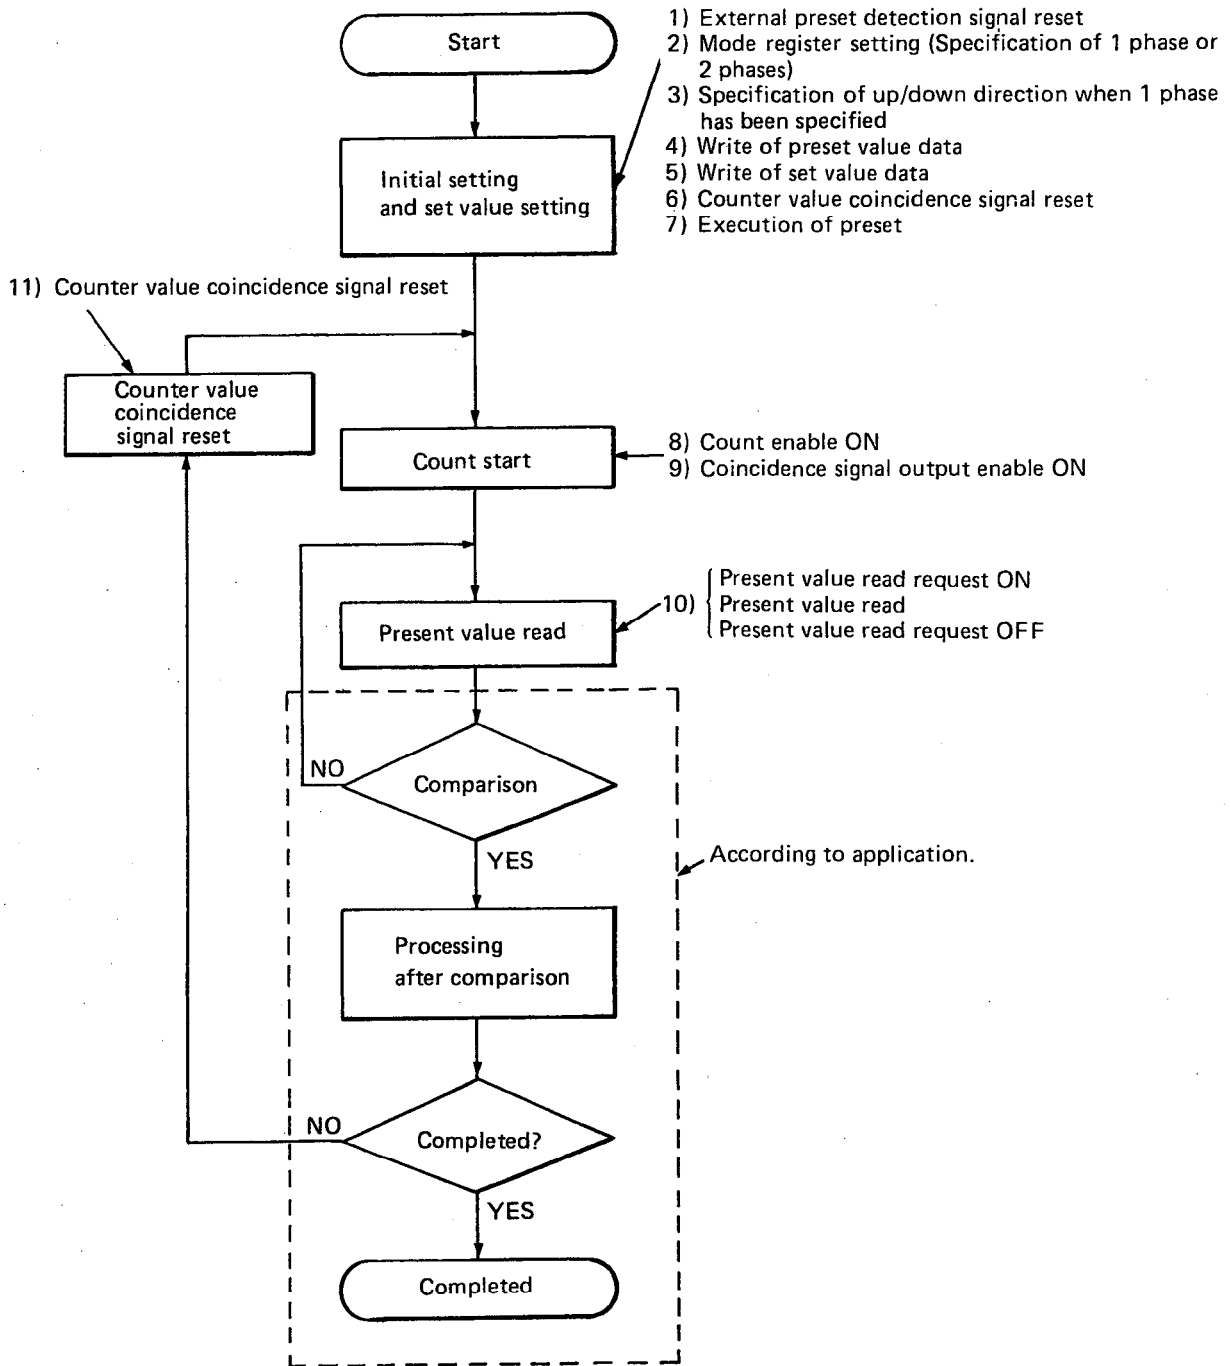 Start
1) External preset detection signal reset
2) Mode register setting (Specification of 1 phase or
2 phases)
3) Specification of up/down direction when 1 phase
has been specified
4) Write of preset value data
5) Write of set value data
6) Counter value coincidence signal reset
7) Execution of preset
Initial setting
and set value setting
11) Counter value coincidence signal reset
Counter value
coincidence
signal reset
Count start
8) Count enable ON
9) Coincidence signal output enable ON
Present value read
10)
Present value read request ON
Present value read
Present value read request OFF
NO
Comparison
YES
According to application.
Processing
after comparison
NO
Completed?
YES
Completed